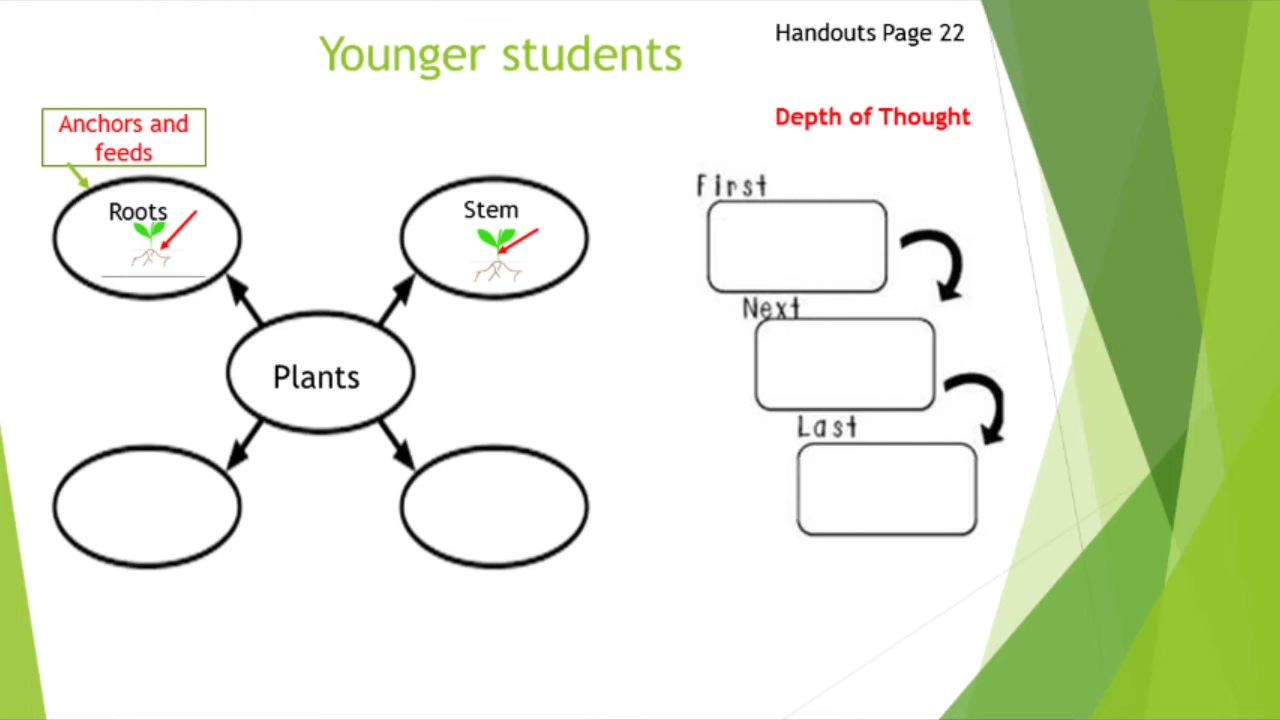 Younger students
Handouts Page 22
Depth of Thought
Anchors and
feeds
Roots
Stem
Plants
First
Next
Last